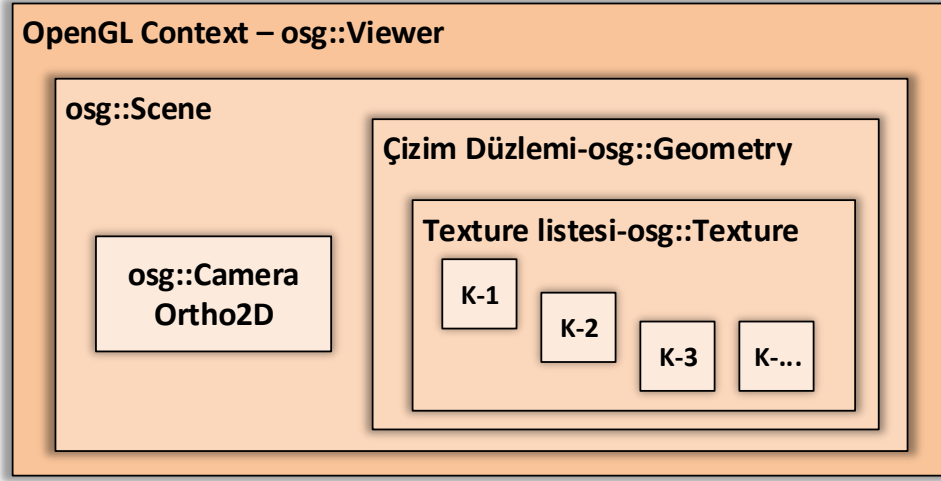 OpenGL Context – osg::Viewer
osg::Scene
Çizim Düzlemi-osg::Geometry
Texture listesi-osg::Texture
osg::Camera
Ortho2D
K-1
K-2
K-3
K-...